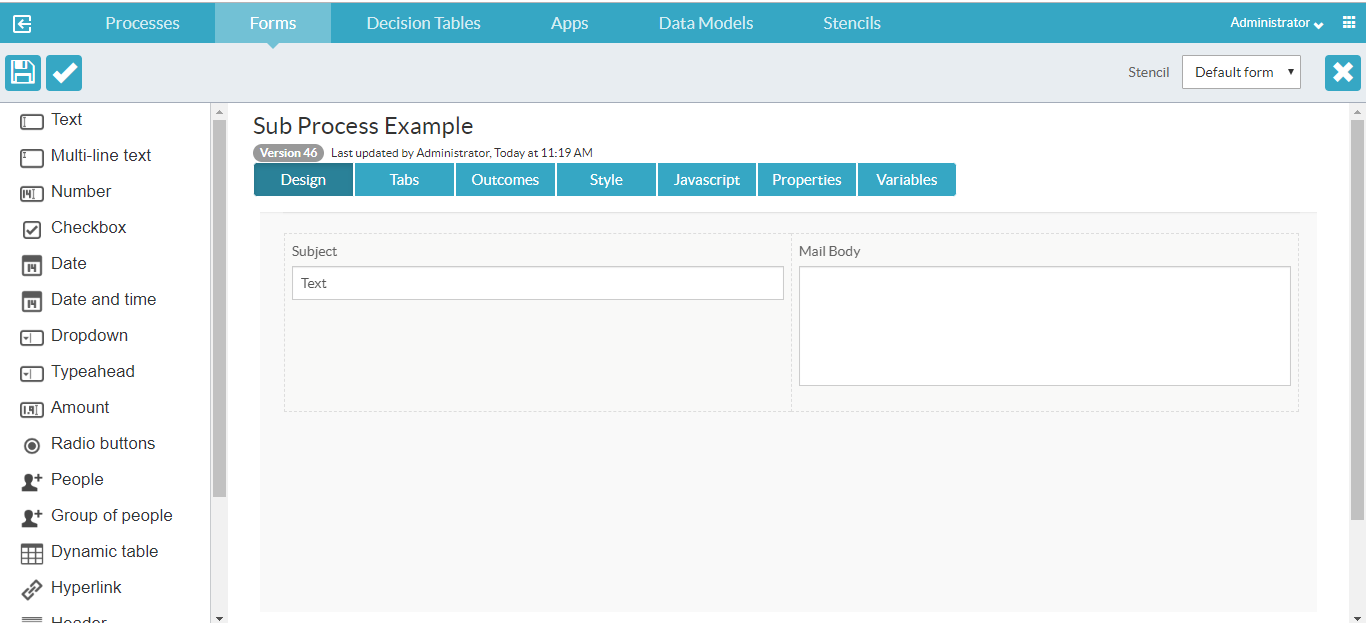 Processes Forms Decision Tables Apps Data Models Stencils Administrator
Stencil Default form
Text
Multi-line text
Number
Checkbox
Date
Date and time
Dropdown
Typeahead
Amount
Radio buttons
People
Group of people
Dynamic table
Hyperlink
Header
Sub Process Example
Version 46 Last updated by Administrator, Today at 11:19 AM
Design Tabs Outcomes Style Javascript Properties Variables
Subject Mail Body
Text